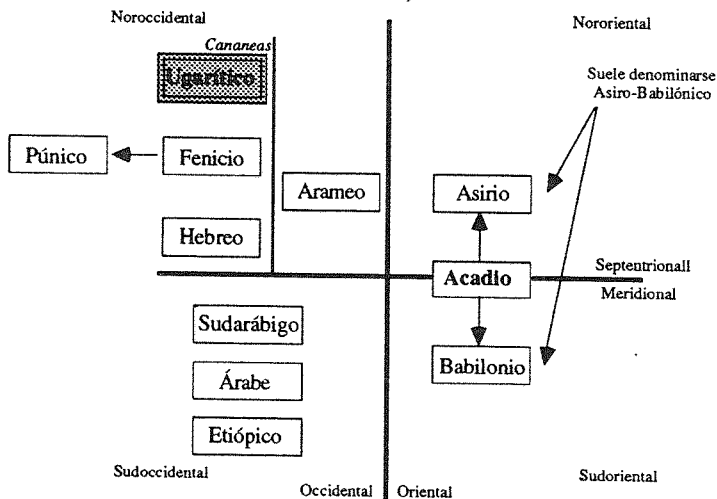 Noroccidental
Nororiental
Cananeas
Ugarítico
Suele denominarse
Asiro-Babilónico
Púnico
Fenicio
Arameo
Asirio
Hebreo
Acadio
Septentrionall
Meridional
Sudarábigo
Babilonio
Árabe
Etiópico
Sudoccidental
Sudoriental
Occidental
Oriental